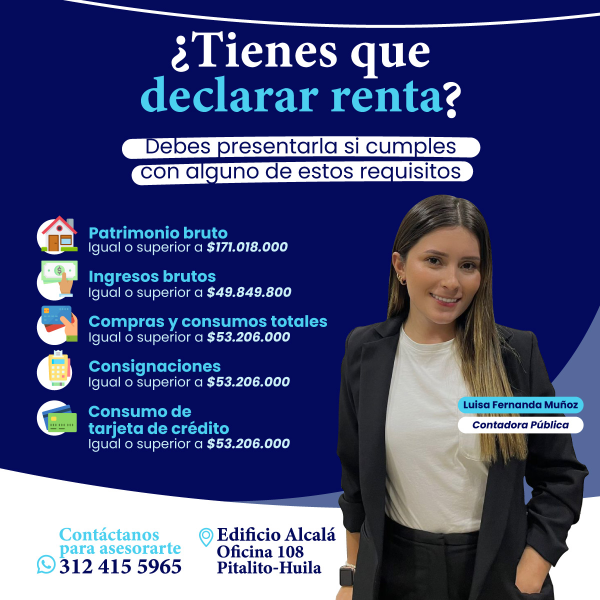 ¿Tienes que
declarar renta?
Debes presentarla si cumples
con alguno de estos requisitos
Patrimonio bruto
Igual o superior a $171.018.000
Ingresos brutos
Igual o superior a $49.849.800
Compras y consumos totales
Igual o superior a $53.206.000
Consignaciones
Igual o superior a $53.206.000
Consumo de
tarjeta de crédito
Igual o superior a $53.206.000
Luisa Fernanda Muñoz
Contadora Pública
Contáctanos
para asesorarte
312 415 5965
Edificio Alcalá
Oficina 108
Pitalito-Huila